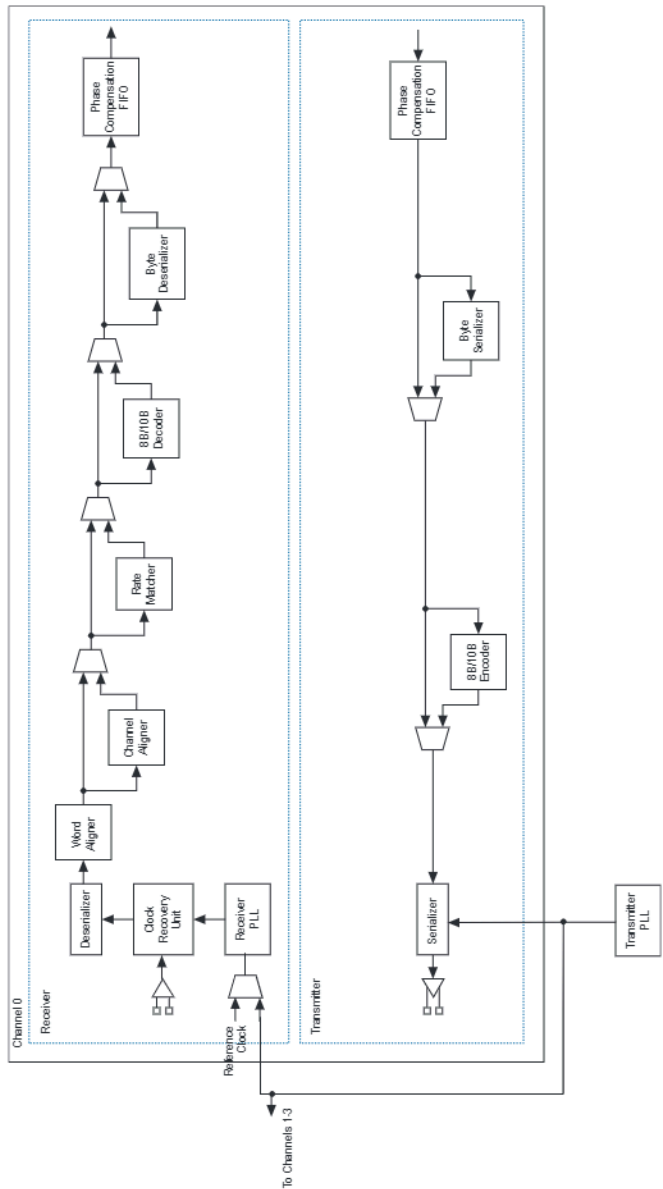 Channel 0
Receiver
Deserializer
Word
Aligner
Channel
Aligner
Rate
Matcher
8B/10B
Decoder
Byte
Deserializer
Phase
Compensation
FIFO
Clock
Recovery
Unit
Receiver
PLL
Reference
Clock
Transmitter
Serializer
8B/10B
Encoder
Byte
Serializer
Phase
Compensation
FIFO
Transmitter
PLL
To Channels 1-3